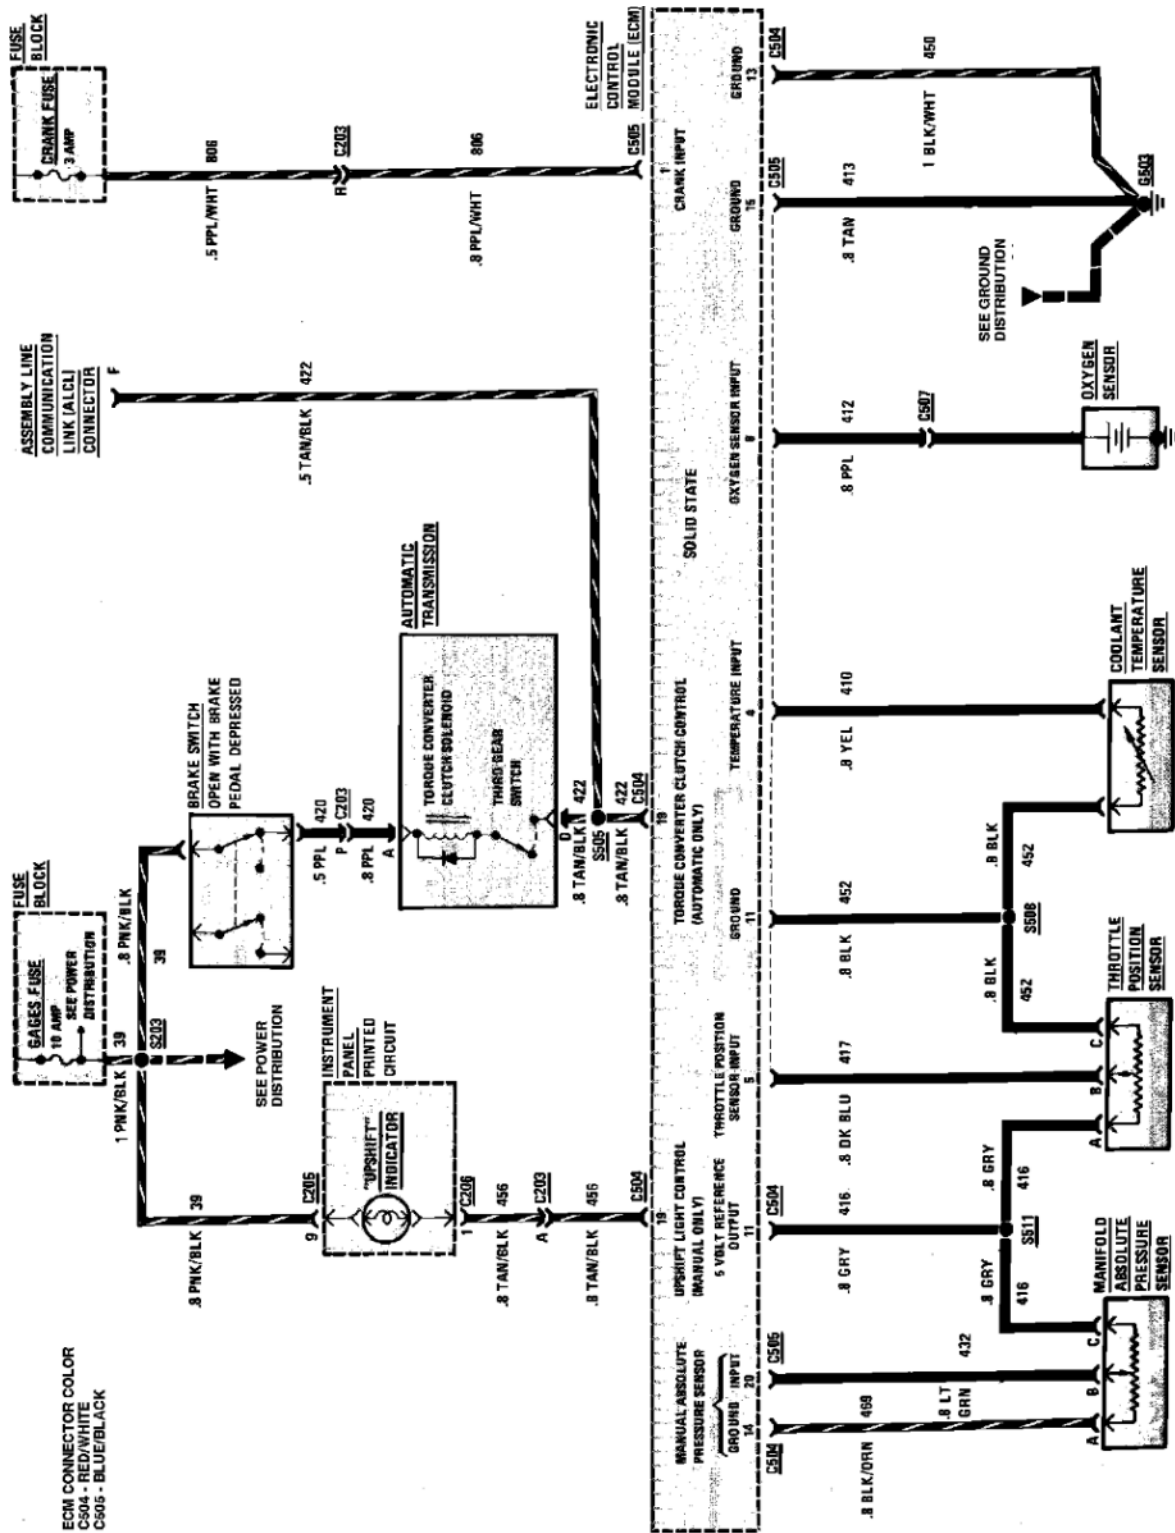 ECM CONNECTOR COLOR
C504 - RED/WHITE
C505 - BLUE/BLACK
FUSE
BLOCK
GAGES FUSE
10 AMP
SEE POWER
DISTRIBUTION
1 PNK/BLK
39
S203
.8 PNK/BLK
39
.8 PNK/BLK
39
SEE POWER
DISTRIBUTION
BRAKE SWITCH
OPEN WITH BRAKE
PEDAL DEPRESSED
.5 PPL
420
P
C203
.8 PPL
420
A
AUTOMATIC
TRANSMISSION
TORQUE CONVERTER
CLUTCH SOLENOID
THIRD GEAR
SWITCH
D
.8 TAN/BLK
422
S505
.8 TAN/BLK
422
C504
ASSEMBLY LINE
COMMUNICATION
LINK (ALCL)
CONNECTOR
F
.5 TAN/BLK
422
FUSE
BLOCK
CRANK FUSE
3 AMP
.5 PPL/WHT
806
R
C203
.8 PPL/WHT
806
C505
ELECTRONIC
CONTROL
MODULE (ECM)
9
C206
INSTRUMENT
PANEL
PRINTED
CIRCUIT
"UPSHIFT"
INDICATOR
1
C206
.8 TAN/BLK
456
A
C203
.8 TAN/BLK
456
C504
19
UPSHIFT LIGHT CONTROL
(MANUAL ONLY)
19
TORQUE CONVERTER CLUTCH CONTROL
(AUTOMATIC ONLY)
SOLID STATE
1
CRANK INPUT
MANUAL ABSOLUTE
PRESSURE SENSOR
GROUND
INPUT
14
20
5 VOLT REFERENCE
OUTPUT
11
THROTTLE POSITION
SENSOR INPUT
5
GROUND
11
TEMPERATURE INPUT
4
OXYGEN SENSOR INPUT
9
GROUND
15
GROUND
13
C504
C505
C504
C505
C504
.8 BLK/ORN
469
.8 LT
GRN
432
.8 GRY
416
.8 GRY
416
S511
.8 GRY
416
.8 DK BLU
417
.8 BLK
452
.8 BLK
452
S508
.8 BLK
452
.8 YEL
410
.8 PPL
412
C507
.8 TAN
413
1 BLK/WHT
450
SEE GROUND
DISTRIBUTION
G503
A
B
C
MANIFOLD
ABSOLUTE
PRESSURE
SENSOR
A
B
C
THROTTLE
POSITION
SENSOR
COOLANT
TEMPERATURE
SENSOR
OXYGEN
SENSOR